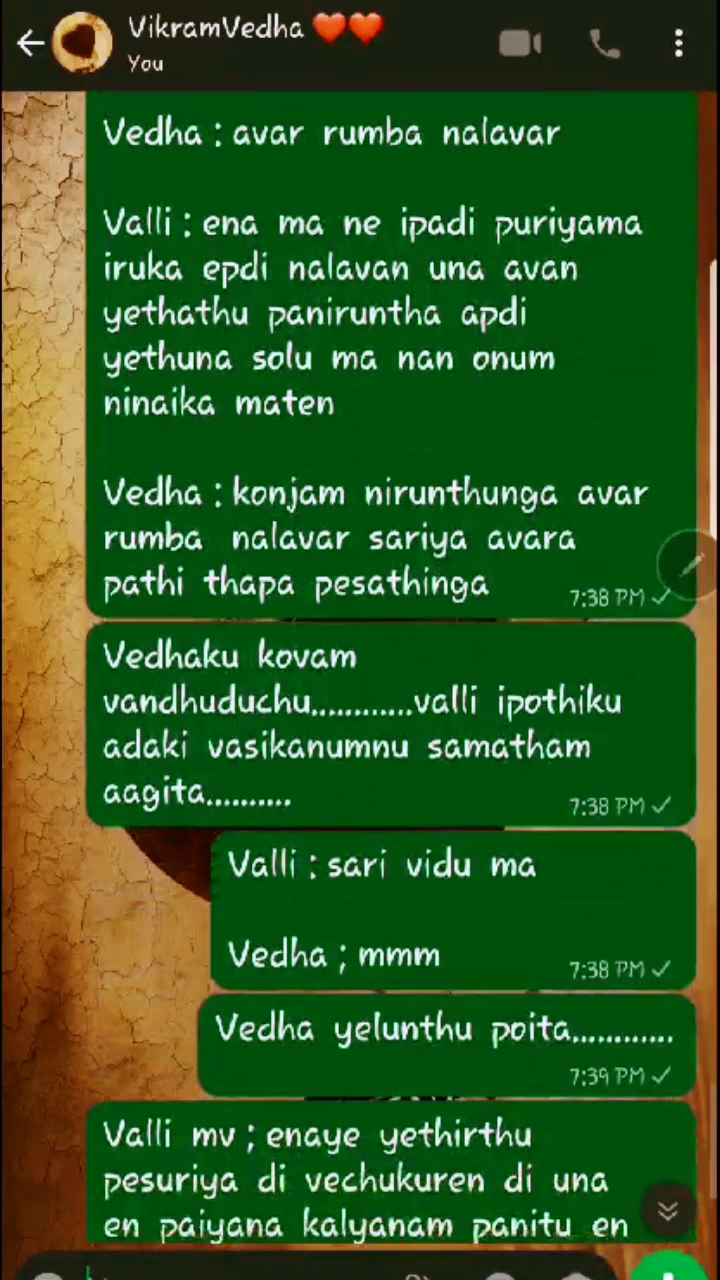 VikramVedha ❤️❤️
You
Vedha : avar rumba nalavar
Valli : ena ma ne ipadi puriyama
iruka epdi nalavan una avan
yethathu paniruntha apdi
yethuna solu ma nan onum
ninaika maten
Vedha : konjam nirunthunga avar
rumba nalavar sariya avara
pathi thapa pesathinga
7:38 PM ✓
Vedhaku kovam
vandhuduchu............valli ipothiku
adaki vasikanumnu samatham
aagita..........
7:38 PM ✓
Valli : sari vidu ma
Vedha ; mmm
7:38 PM ✓
Vedha yelunthu poita............
7:39 PM ✓
Valli mv ; enaye yethirthu
pesuriya di vechukuren di una
en paiyana kalyanam panitu en